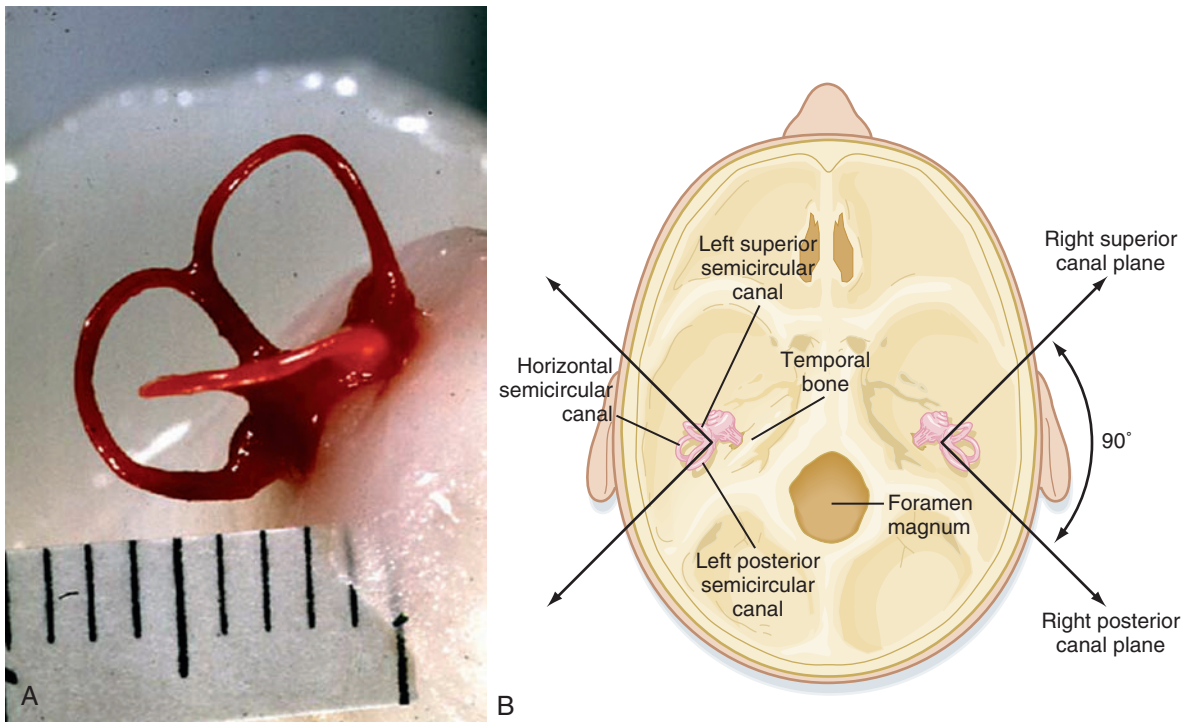 A
Left superior
semicircular
canal
Right superior
canal plane
Horizontal
semicircular
canal
Temporal
bone
90°
Foramen
magnum
Left posterior
semicircular
canal
Right posterior
canal plane
B